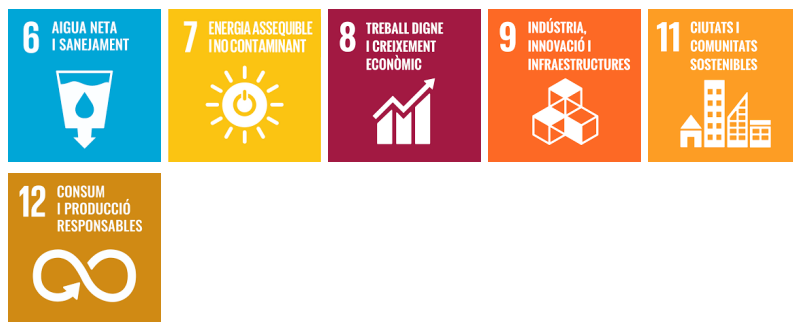 6 AIGUA NETA
I SANEJAMENT
7 ENERGIA ASSEQUIBLE
I NO CONTAMINANT
8 TREBALL DIGNE
I CREIXEMENT
ECONÒMIC
9 INDÚSTRIA,
INNOVACIÓ I
INFRAESTRUCTURES
11 CIUTATS I
COMUNITATS
SOSTENIBLES
12 CONSUM
I PRODUCCIÓ
RESPONSABLES